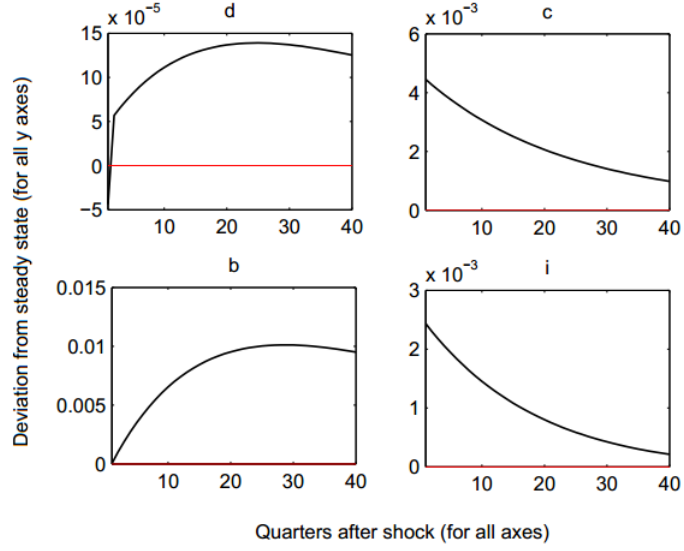 Deviation from steady state (for all y axes)
d
x 10⁻⁵
15
10
5
0
−5
10 20 30 40
c
x 10⁻³
6
4
2
0
10 20 30 40
b
0.015
0.01
0.005
0
10 20 30 40
i
x 10⁻³
3
2
1
0
10 20 30 40
Quarters after shock (for all axes)